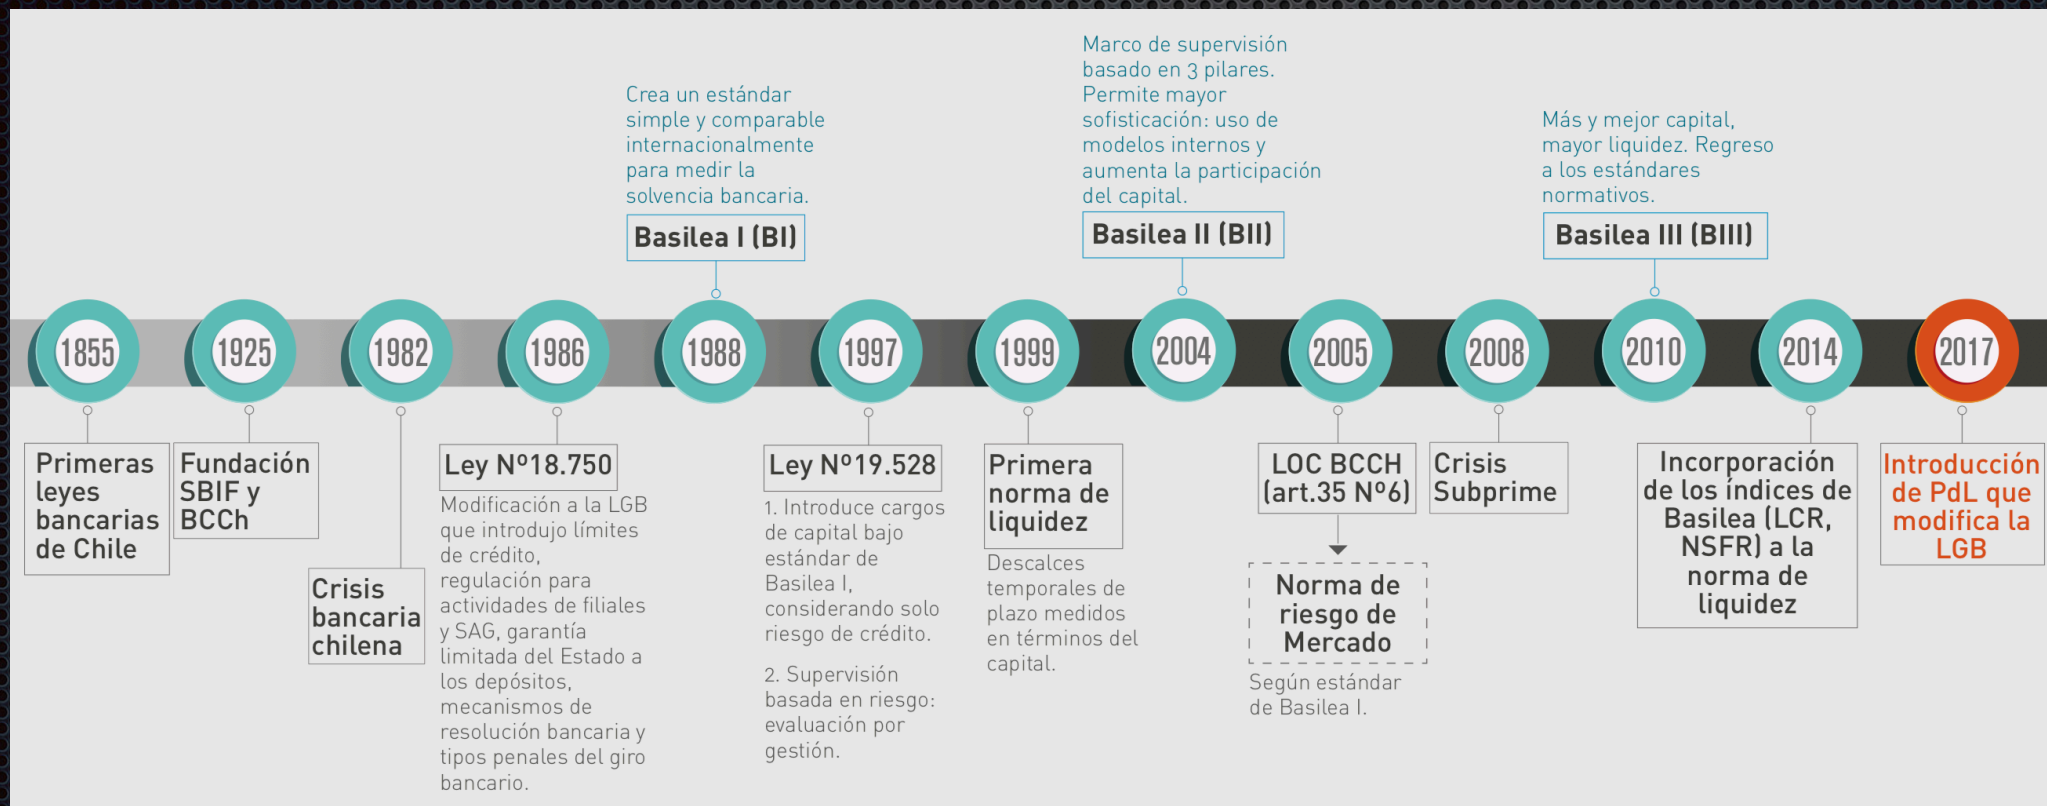 Crea un estándar
simple y comparable
internacionalmente
para medir la
solvencia bancaria.
Basilea I (BI)
Marco de supervisión
basado en 3 pilares.
Permite mayor
sofisticación: uso de
modelos internos y
aumenta la participación
del capital.
Basilea II (BII)
Más y mejor capital,
mayor liquidez. Regreso
a los estándares
normativos.
Basilea III (BIII)
1855
1925
1982
1986
1988
1997
1999
2004
2005
2008
2010
2014
2017
Primeras
leyes
bancarias
de Chile
Fundación
SBIF y
BCCh
Crisis
bancaria
chilena
Ley Nº18.750
Modificación a la LGB
que introdujo límites
de crédito,
regulación para
actividades de filiales
y SAG, garantía
limitada del Estado a
los depósitos,
mecanismos de
resolución bancaria y
tipos penales del giro
bancario.
Ley Nº19.528
1. Introduce cargos
de capital bajo
estándar de
Basilea I,
considerando solo
riesgo de crédito.
2. Supervisión
basada en riesgo:
evaluación por
gestión.
Primera
norma de
liquidez
Descalces
temporales de
plazo medidos
en términos del
capital.
LOC BCCH
(art.35 Nº6)
Norma de
riesgo de
Mercado
Según estándar
de Basilea I.
Crisis
Subprime
Incorporación
de los índices de
Basilea (LCR,
NSFR) a la
norma de
liquidez
Introducción
de PdL que
modifica la
LGB